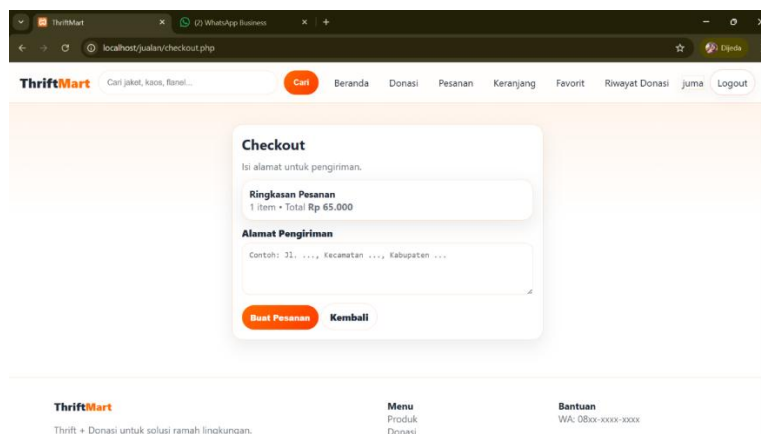 ThriftMart
(2) WhatsApp Business
localhost/jualan/checkout.php
Dijeda
ThriftMart
Cari jaket, kaos, flanel...
Cari
Beranda
Donasi
Pesanan
Keranjang
Favorit
Riwayat Donasi
juma
Logout
Checkout
Isi alamat untuk pengiriman.
Ringkasan Pesanan
1 item • Total Rp 65.000
Alamat Pengiriman
Contoh: Jl. ..., Kecamatan ..., Kabupaten ...
Buat Pesanan
Kembali
ThriftMart
Thrift + Donasi untuk solusi ramah lingkungan.
Menu
Produk
Donasi
Bantuan
WA: 08xx-xxxx-xxxx